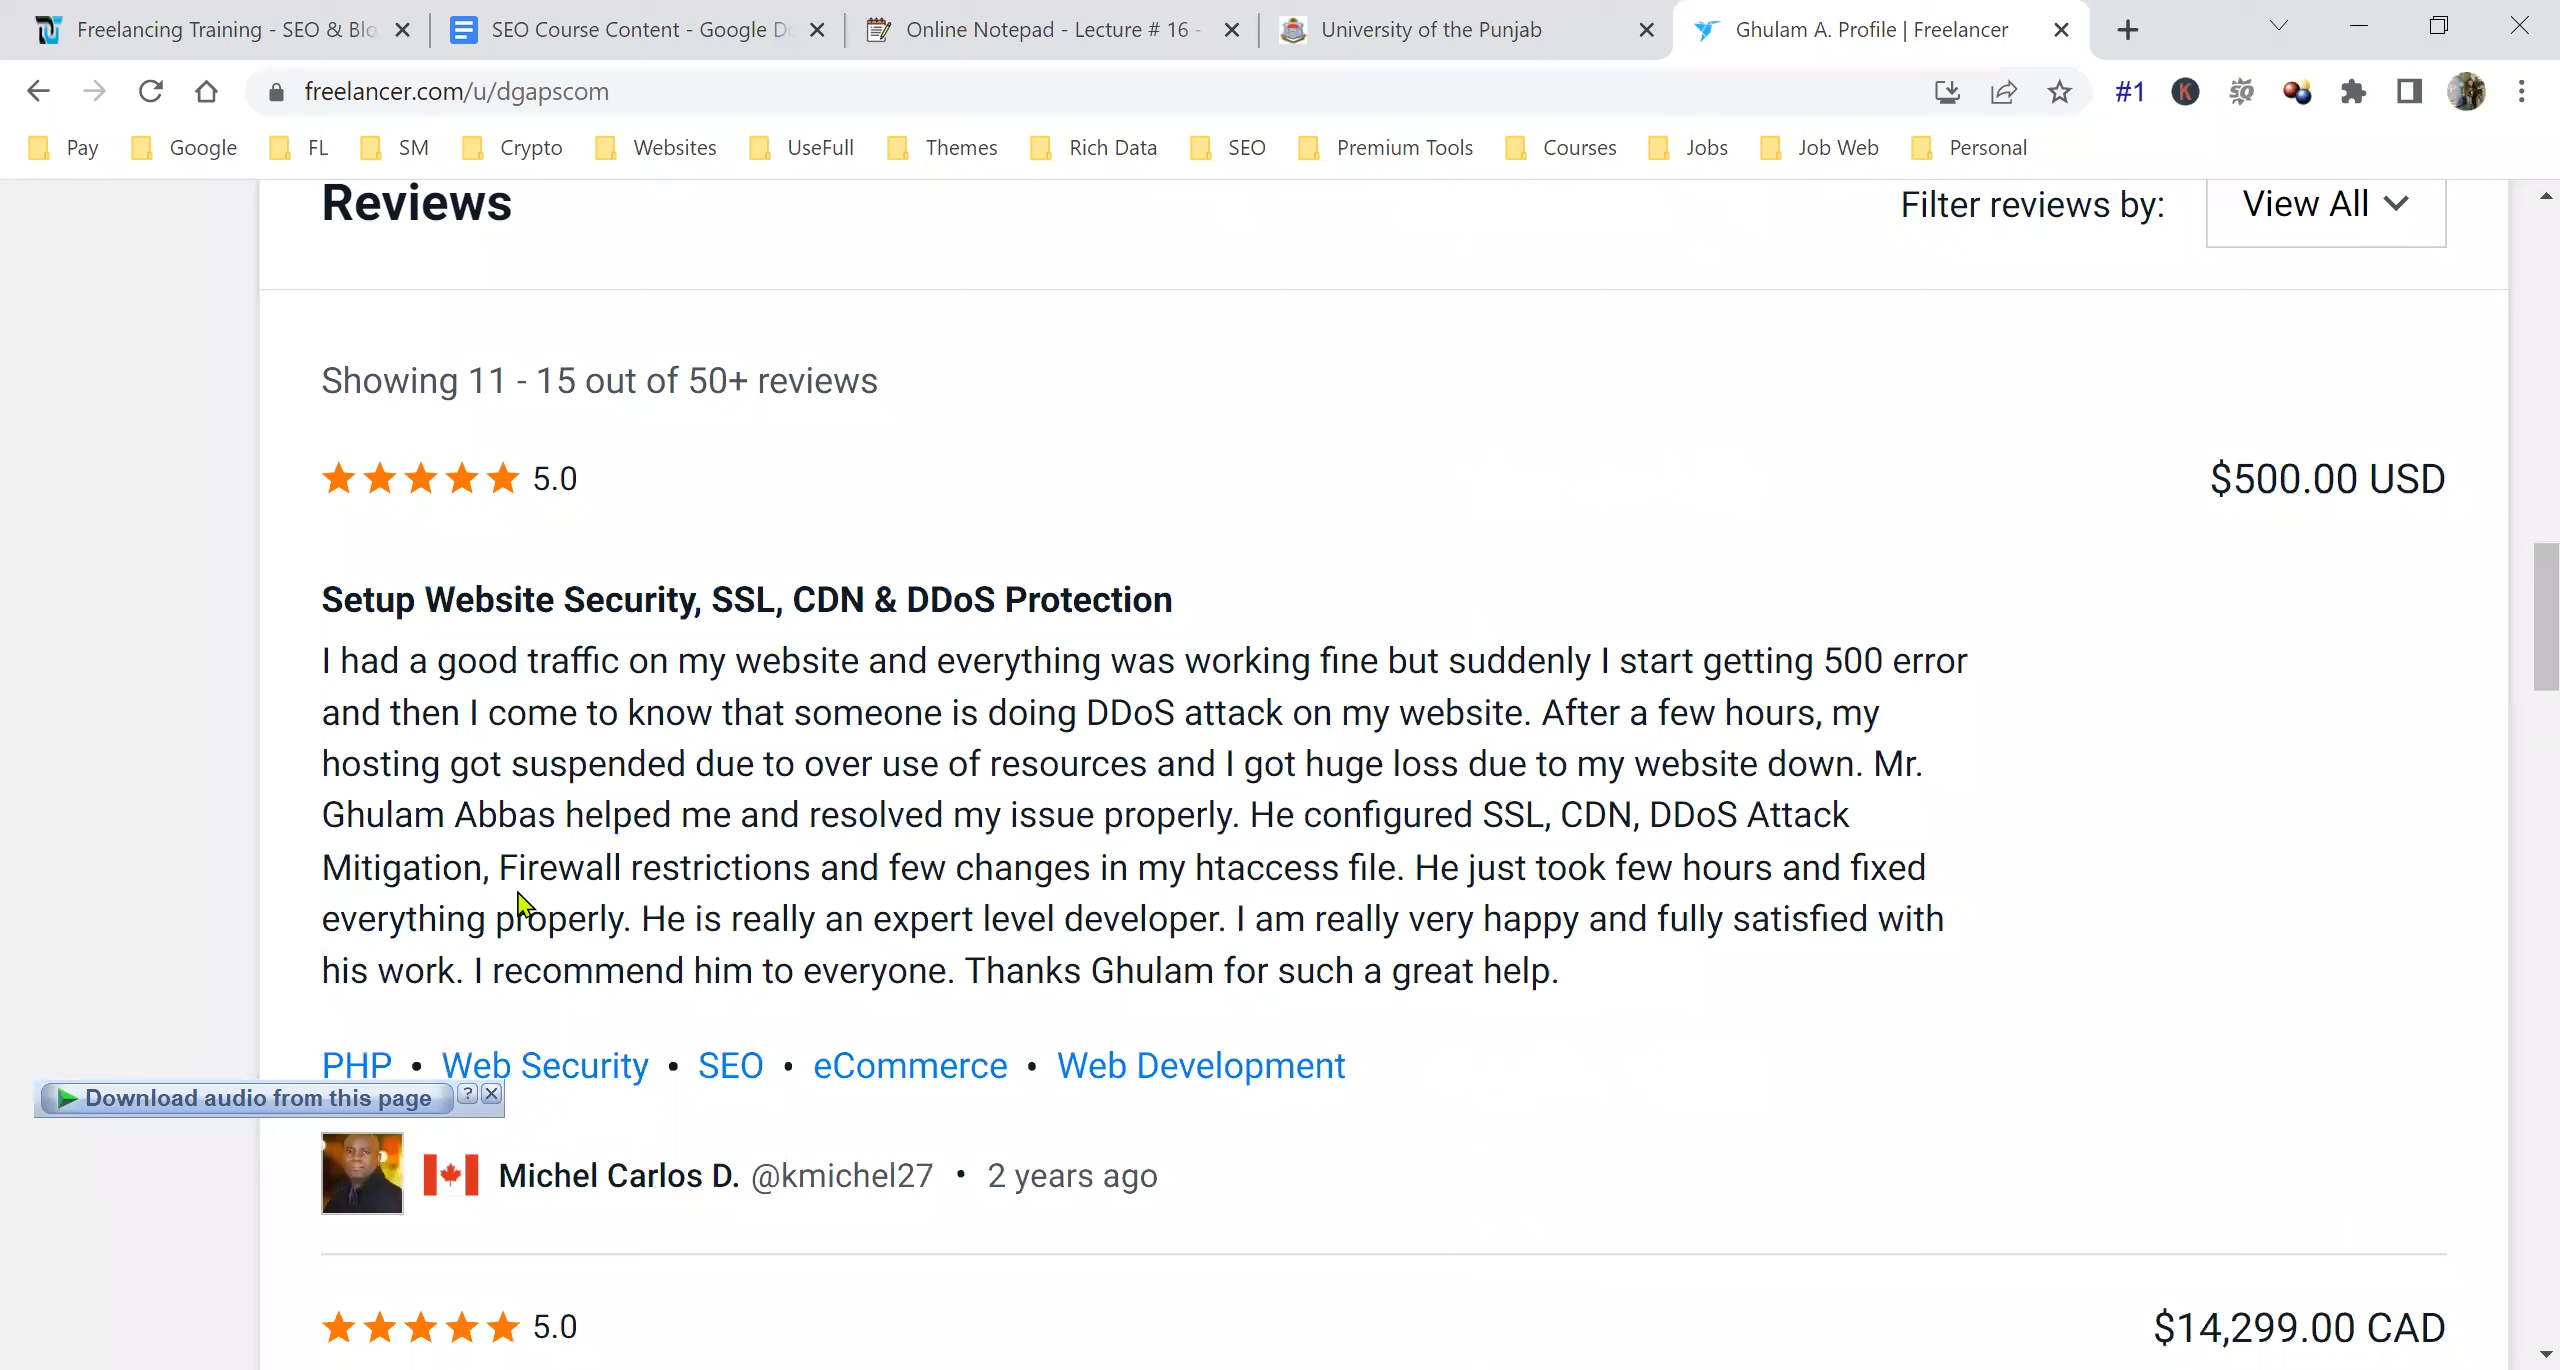 Freelancing Training - SEO & Blo
SEO Course Content - Google Do
Online Notepad - Lecture # 16 -
University of the Punjab
Ghulam A. Profile | Freelancer
freelancer.com/u/dgapscom
#1
K
SQ
Pay
Google
FL
SM
Crypto
Websites
UseFull
Themes
Rich Data
SEO
Premium Tools
Courses
Jobs
Job Web
Personal
Reviews
Filter reviews by:
View All
Showing 11 - 15 out of 50+ reviews
5.0
$500.00 USD
Setup Website Security, SSL, CDN & DDoS Protection
I had a good traffic on my website and everything was working fine but suddenly I start getting 500 error
and then I come to know that someone is doing DDoS attack on my website. After a few hours, my
hosting got suspended due to over use of resources and I got huge loss due to my website down. Mr.
Ghulam Abbas helped me and resolved my issue properly. He configured SSL, CDN, DDoS Attack
Mitigation, Firewall restrictions and few changes in my htaccess file. He just took few hours and fixed
everything properly. He is really an expert level developer. I am really very happy and fully satisfied with
his work. I recommend him to everyone. Thanks Ghulam for such a great help.
PHP • Web Security • SEO • eCommerce • Web Development
Download audio from this page ?
Michel Carlos D. @kmichel27 • 2 years ago
5.0
$14,299.00 CAD